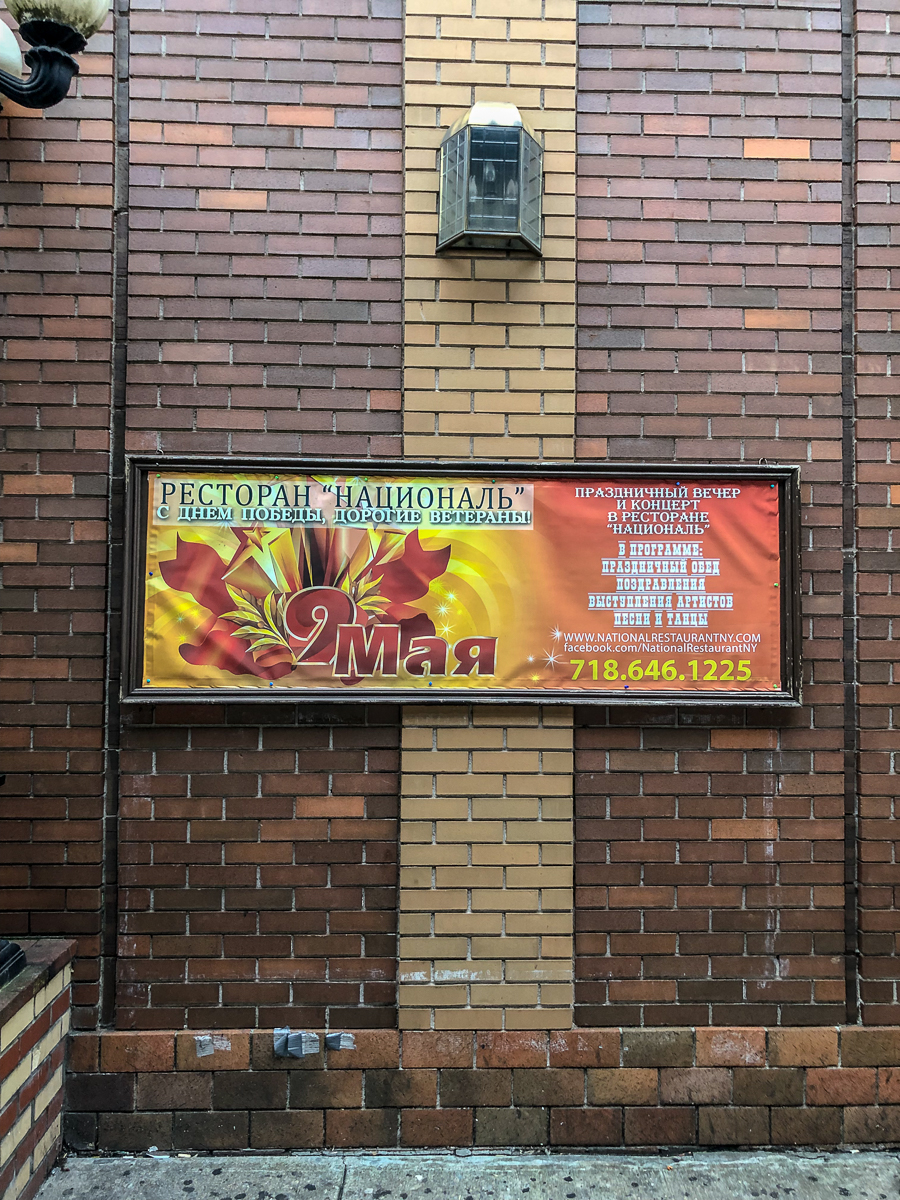 РЕСТОРАН “НАЦИОНАЛЬ”
С ДНЕМ ПОБЕДЫ, ДОРОГИЕ ВЕТЕРАНЫ!
9 Мая
ПРАЗДНИЧНЫЙ ВЕЧЕР
И КОНЦЕРТ
В РЕСТОРАНЕ
“НАЦИОНАЛЬ”
В ПРОГРАММЕ:
ПРАЗДНИЧНЫЙ ОБЕД
ПОЗДРАВЛЕНИЯ
ВЫСТУПЛЕНИЯ АРТИСТОВ
ПЕСНИ И ТАНЦЫ
WWW.NATIONALRESTAURANTNY.COM
facebook.com/NationalRestaurantNY
718.646.1225